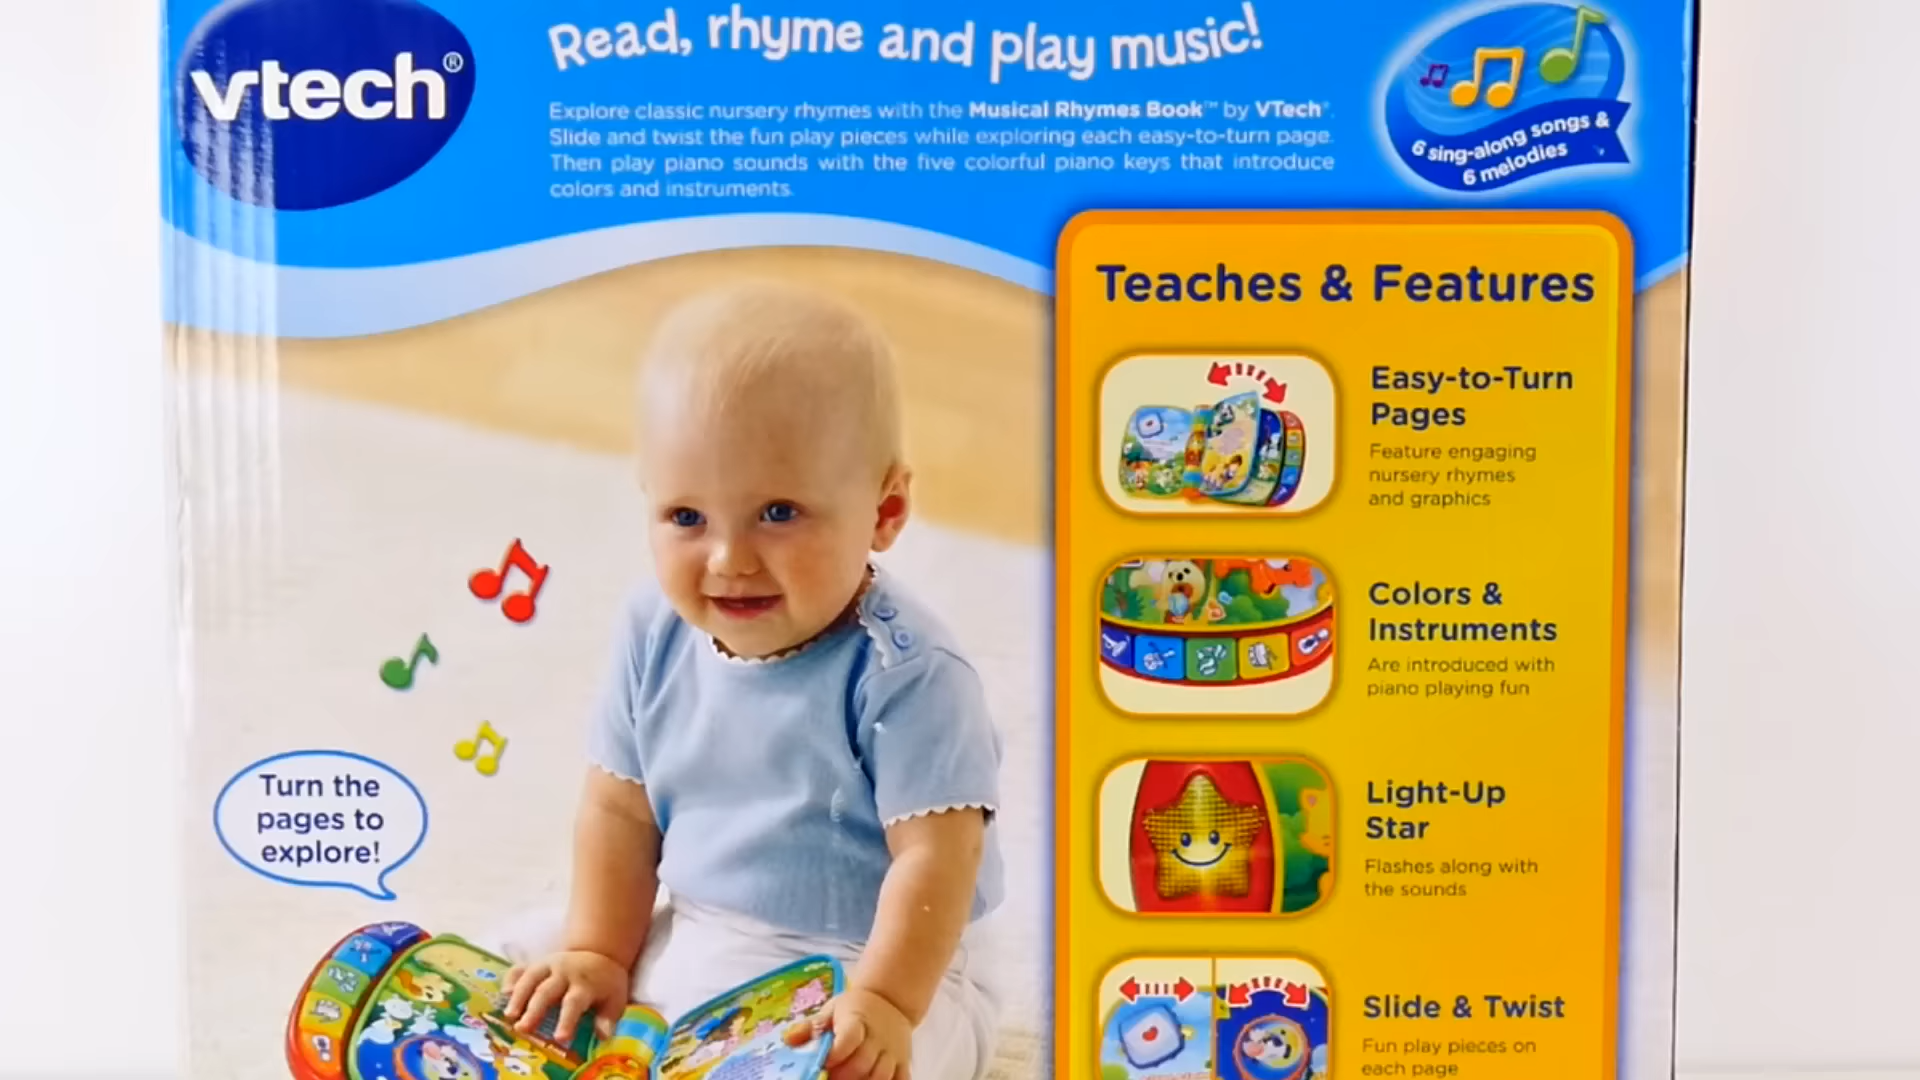 vtech®
Read, rhyme and play music!
Explore classic nursery rhymes with the Musical Rhymes Book™ by VTech®.
Slide and twist the fun play pieces while exploring each easy-to-turn page.
Then play piano sounds with the five colorful piano keys that introduce
colors and instruments.
6 sing-along songs &
6 melodies
Teaches & Features
Easy-to-Turn
Pages
Feature engaging
nursery rhymes
and graphics
Colors &
Instruments
Are introduced with
piano playing fun
Light-Up
Star
Flashes along with
the sounds
Slide & Twist
Fun play pieces on
each page
Turn the
pages to
explore!